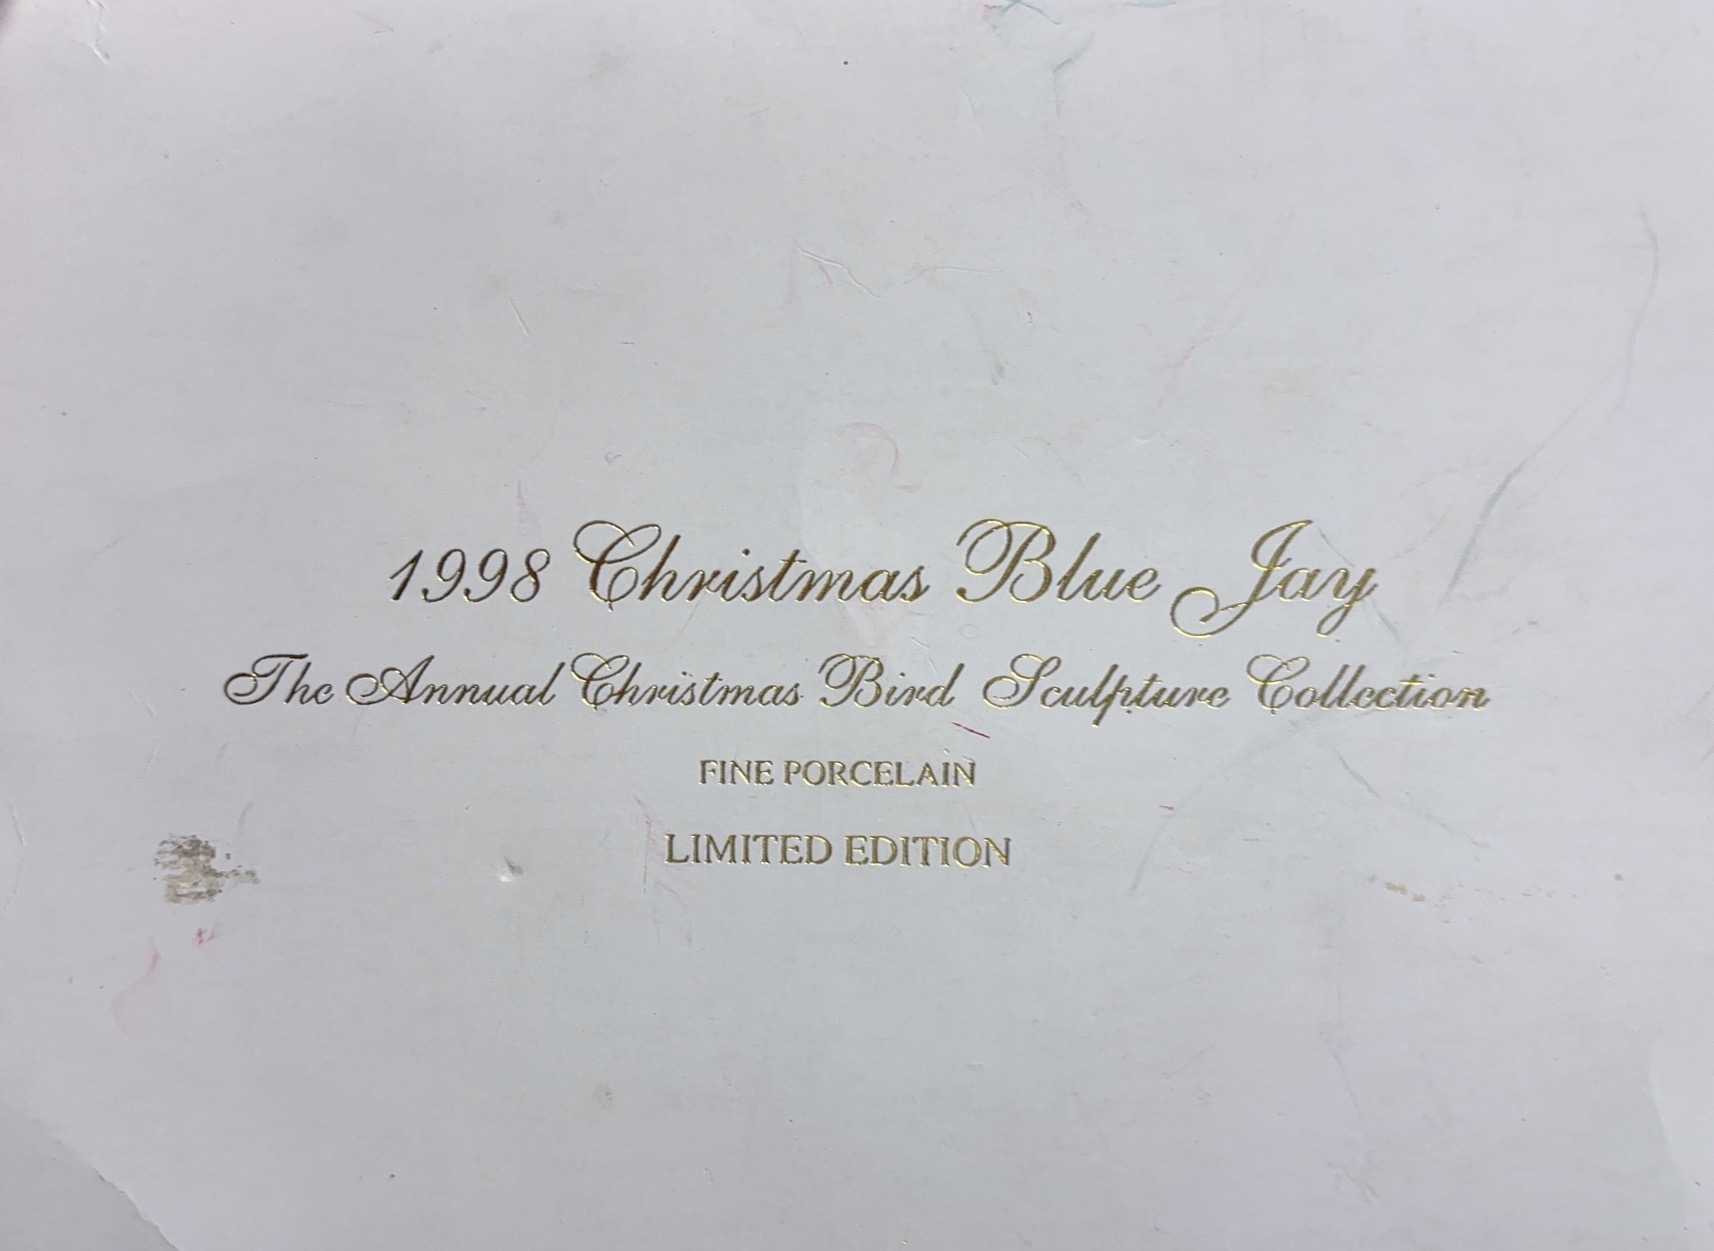 1998 Christmas Blue Jay
The Annual Christmas Bird Sculpture Collection
FINE PORCELAIN
LIMITED EDITION